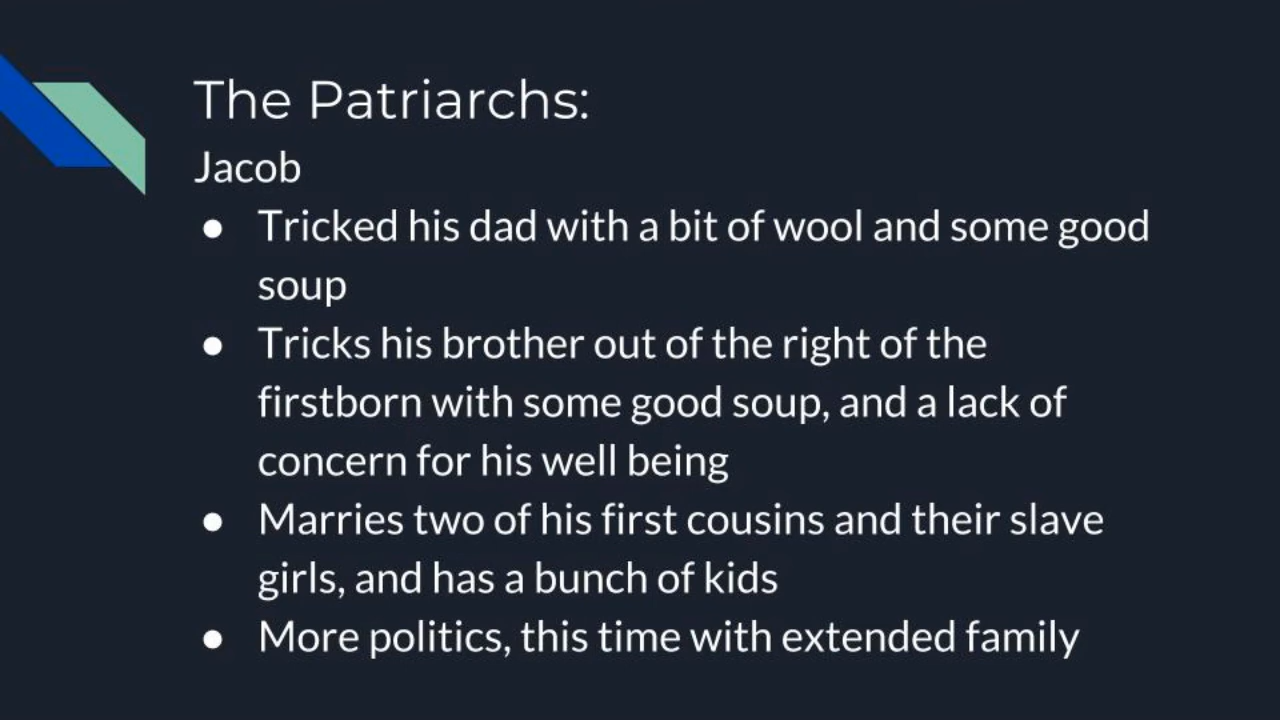 The Patriarchs:
Jacob
● Tricked his dad with a bit of wool and some good
soup
● Tricks his brother out of the right of the
firstborn with some good soup, and a lack of
concern for his well being
● Marries two of his first cousins and their slave
girls, and has a bunch of kids
● More politics, this time with extended family